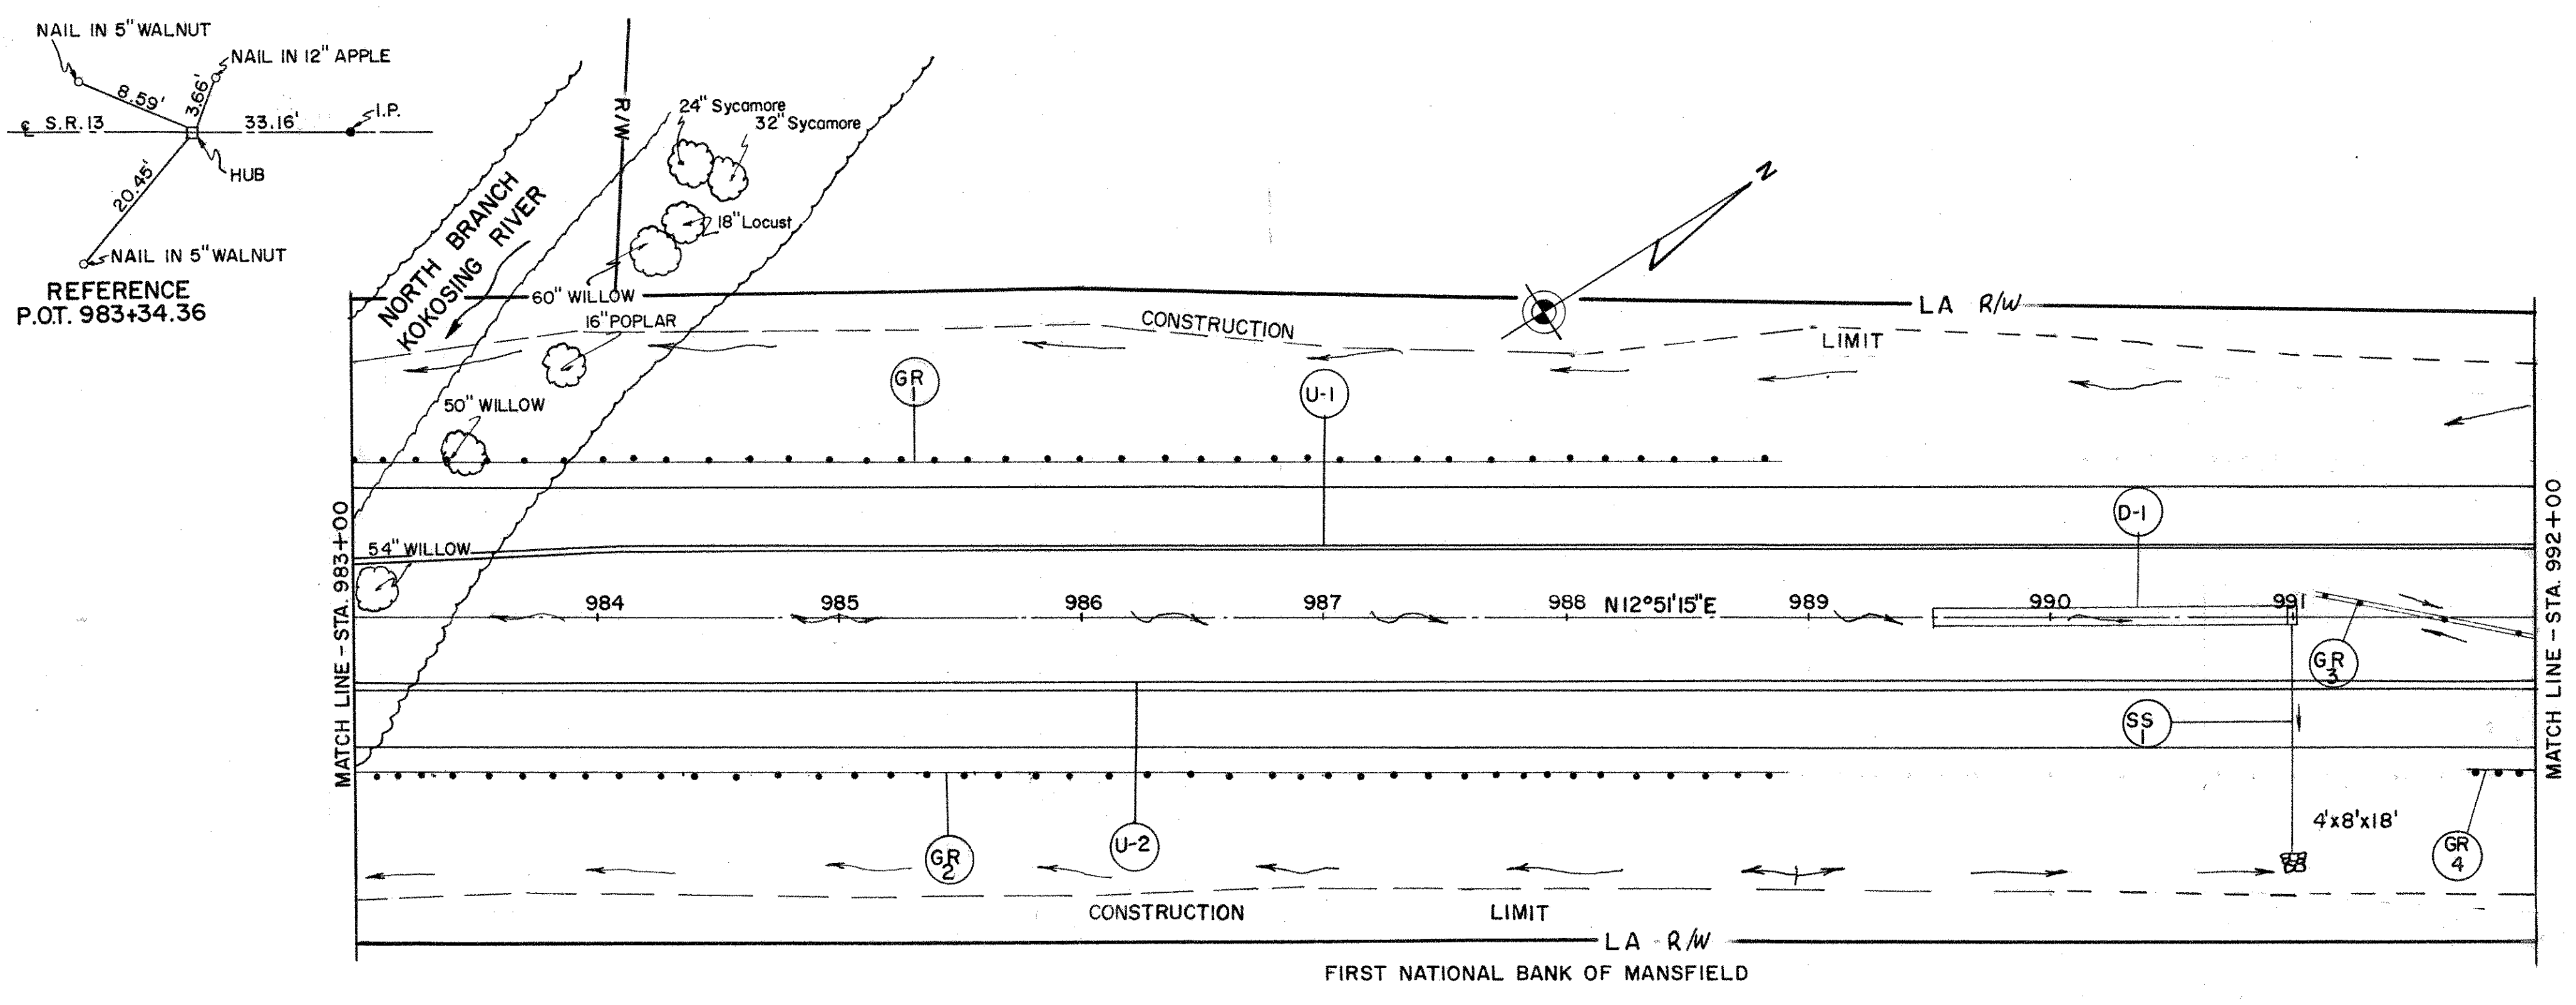 NAIL IN 5" WALNUT
NAIL IN 12" APPLE
8.59'
3.66'
I.P.
℄ S.R.13
33.16'
HUB
20.45'
NAIL IN 5" WALNUT
REFERENCE
P.O.T. 983+34.36
R/W
24" Sycamore
32" Sycamore
18" Locust
NORTH BRANCH
KOKOSING RIVER
60" WILLOW
16" POPLAR
50" WILLOW
54" WILLOW
N
CONSTRUCTION LIMIT
LA R/W
GR 1
U-1
D-1
MATCH LINE - STA. 983+00
984
985
986
987
988
N12°51'15"E
989
990
991
GR 3
SS 1
MATCH LINE - STA. 992+00
4'x8'x18'
GR 2
U-2
GR 4
CONSTRUCTION LIMIT
LA R/W
FIRST NATIONAL BANK OF MANSFIELD